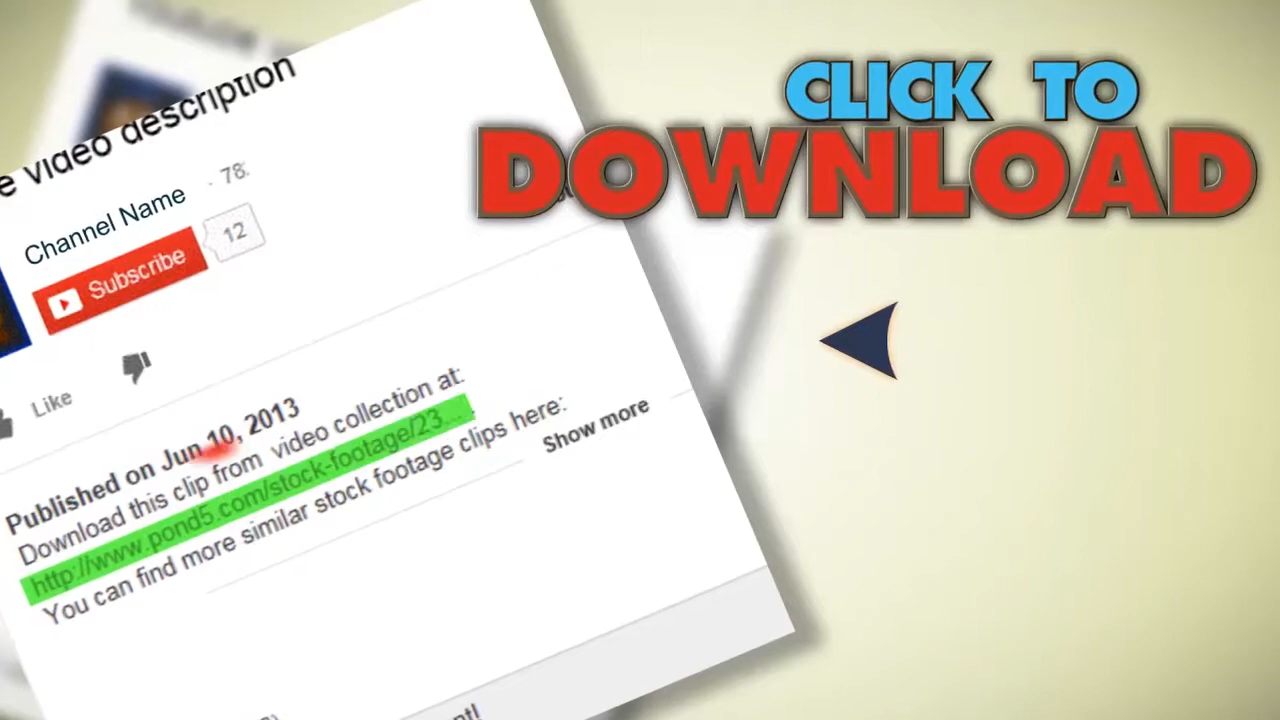 CLICK TO
DOWNLOAD
e video description
Channel Name
78
Subscribe
12
Like
Published on Jun 10, 2013
Download this clip from video collection at:
http://www.pond5.com/stock-footage/23...
You can find more similar stock footage clips here:
Show more